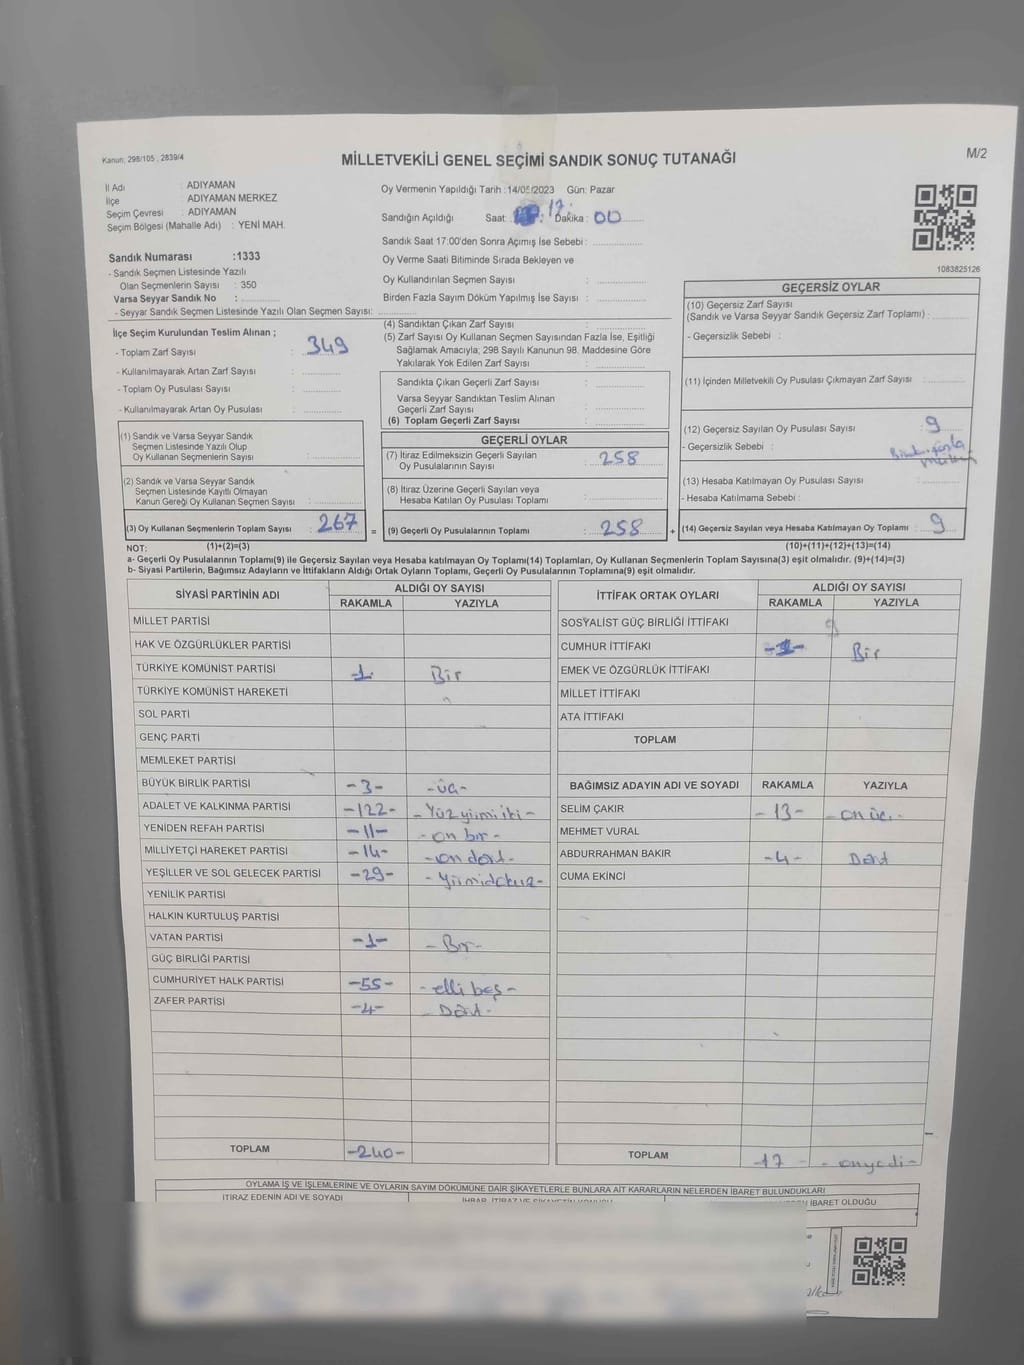 Kanun; 298/105 , 2839/4
MİLLETVEKİLİ GENEL SEÇİMİ SANDIK SONUÇ TUTANAĞI
M/2
İl Adı : ADIYAMAN
İlçe : ADIYAMAN MERKEZ
Seçim Çevresi : ADIYAMAN
Seçim Bölgesi (Mahalle Adı) : YENİ MAH.
Oy Vermenin Yapıldığı Tarih : 14/05/2023 Gün: Pazar
Sandığın Açıldığı Saat : 17. Dakika : 00
Sandık Saat 17:00'den Sonra Açımış İse Sebebi :
Oy Verme Saati Bitiminde Sırada Bekleyen ve
Oy Kullandırılan Seçmen Sayısı :
Birden Fazla Sayım Döküm Yapılmış İse Sayısı :
1083825126
Sandık Numarası :1333
- Sandık Seçmen Listesinde Yazılı
Olan Seçmenlerin Sayısı : 350
Varsa Seyyar Sandık No :
- Seyyar Sandık Seçmen Listesinde Yazılı Olan Seçmen Sayısı:
İlçe Seçim Kurulundan Teslim Alınan ;
- Toplam Zarf Sayısı : 349
- Kullanılmayarak Artan Zarf Sayısı :
- Toplam Oy Pusulası Sayısı :
- Kullanılmayarak Artan Oy Pusulası :
(4) Sandıktan Çıkan Zarf Sayısı :
(5) Zarf Sayısı Oy Kullanan Seçmen Sayısından Fazla İse, Eşitliği
Sağlamak Amacıyla; 298 Sayılı Kanunun 98. Maddesine Göre
Yakılarak Yok Edilen Zarf Sayısı :
Sandıkta Çıkan Geçerli Zarf Sayısı :
Varsa Seyyar Sandıktan Teslim Alınan
Geçerli Zarf Sayısı :
(6) Toplam Geçerli Zarf Sayısı :
GEÇERSİZ OYLAR
(10) Geçersiz Zarf Sayısı
(Sandık ve Varsa Seyyar Sandık Geçersiz Zarf Toplamı) :
- Geçersizlik Sebebi :
(11) İçinden Milletvekili Oy Pusulası Çıkmayan Zarf Sayısı :
(12) Geçersiz Sayılan Oy Pusulası Sayısı : 9
- Geçersizlik Sebebi :
(13) Hesaba Katılmayan Oy Pusulası Sayısı :
- Hesaba Katılmama Sebebi :
(1) Sandık ve Varsa Seyyar Sandık
Seçmen Listesinde Yazılı Olup
Oy Kullanan Seçmenlerin Sayısı :
(2) Sandık ve Varsa Seyyar Sandık
Seçmen Listesinde Kayıtlı Olmayan
Kanun Gereği Oy Kullanan Seçmen Sayısı :
GEÇERLİ OYLAR
(7) İtiraz Edilmeksizin Geçerli Sayılan
Oy Pusulalarının Sayısı : 258
(8) İtiraz Üzerine Geçerli Sayılan veya
Hesaba Katılan Oy Pusulası Toplamı :
(3) Oy Kullanan Seçmenlerin Toplam Sayısı : 267 = (9) Geçerli Oy Pusulalarının Toplamı : 258 + (14) Geçersiz Sayılan veya Hesaba Katılmayan Oy Toplamı : 9
NOT: (1)+(2)=(3) (10)+(11)+(12)+(13)=(14)
a- Geçerli Oy Pusulalarının Toplamı(9) ile Geçersiz Sayılan veya Hesaba katılmayan Oy Toplamı(14) Toplamları, Oy Kullanan Seçmenlerin Toplam Sayısına(3) eşit olmalıdır. (9)+(14)=(3)
b- Siyasi Partilerin, Bağımsız Adayların ve İttifakların Aldığı Oyların Toplamı, Geçerli Oy Pusulalarının Toplamına(9) eşit olmalıdır.
SİYASİ PARTİNİN ADI ALDIĞI OY SAYISI
RAKAMLA YAZIYLA
MİLLET PARTİSİ
HAK VE ÖZGÜRLÜKLER PARTİSİ
TÜRKİYE KOMÜNİST PARTİSİ -1- Bir
TÜRKİYE KOMÜNİST HAREKETİ
SOL PARTİ
GENÇ PARTİ
MEMLEKET PARTİSİ
BÜYÜK BİRLİK PARTİSİ -3- -üç-
ADALET VE KALKINMA PARTİSİ -122- -Yüz yirmi iki-
YENİDEN REFAH PARTİSİ -11- -on bir-
MİLLİYETÇİ HAREKET PARTİSİ -14- -on dört-
YEŞİLLER VE SOL GELECEK PARTİSİ -29- -Yirmidokuz-
YENİLİK PARTİSİ
HALKIN KURTULUŞ PARTİSİ
VATAN PARTİSİ -1- -Bir-
GÜÇ BİRLİĞİ PARTİSİ
CUMHURİYET HALK PARTİSİ -55- -elli beş-
ZAFER PARTİSİ -4- -Dört-
TOPLAM -240-
İTTİFAK ORTAK OYLARI ALDIĞI OY SAYISI
RAKAMLA YAZIYLA
SOSYALİST GÜÇ BİRLİĞİ İTTİFAKI
CUMHUR İTTİFAKI -1- Bir
EMEK VE ÖZGÜRLÜK İTTİFAKI
MİLLET İTTİFAKI
ATA İTTİFAKI
TOPLAM
BAĞIMSIZ ADAYIN ADI VE SOYADI RAKAMLA YAZIYLA
SELİM ÇAKIR -13- -on üç-
MEHMET VURAL
ABDURRAHMAN BAKIR -4- Dört
CUMA EKİNCİ
TOPLAM -17- -onyedi-
OYLAMA İŞ VE İŞLEMLERİNE VE OYLARIN SAYIM DÖKÜMÜNE DAİR ŞİKAYETLERLE BUNLARA AİT KARARLARIN NELERDEN İBARET BULUNDUKLARI
İTİRAZ EDENİN ADI VE SOYADI
İBARET OLDUĞU